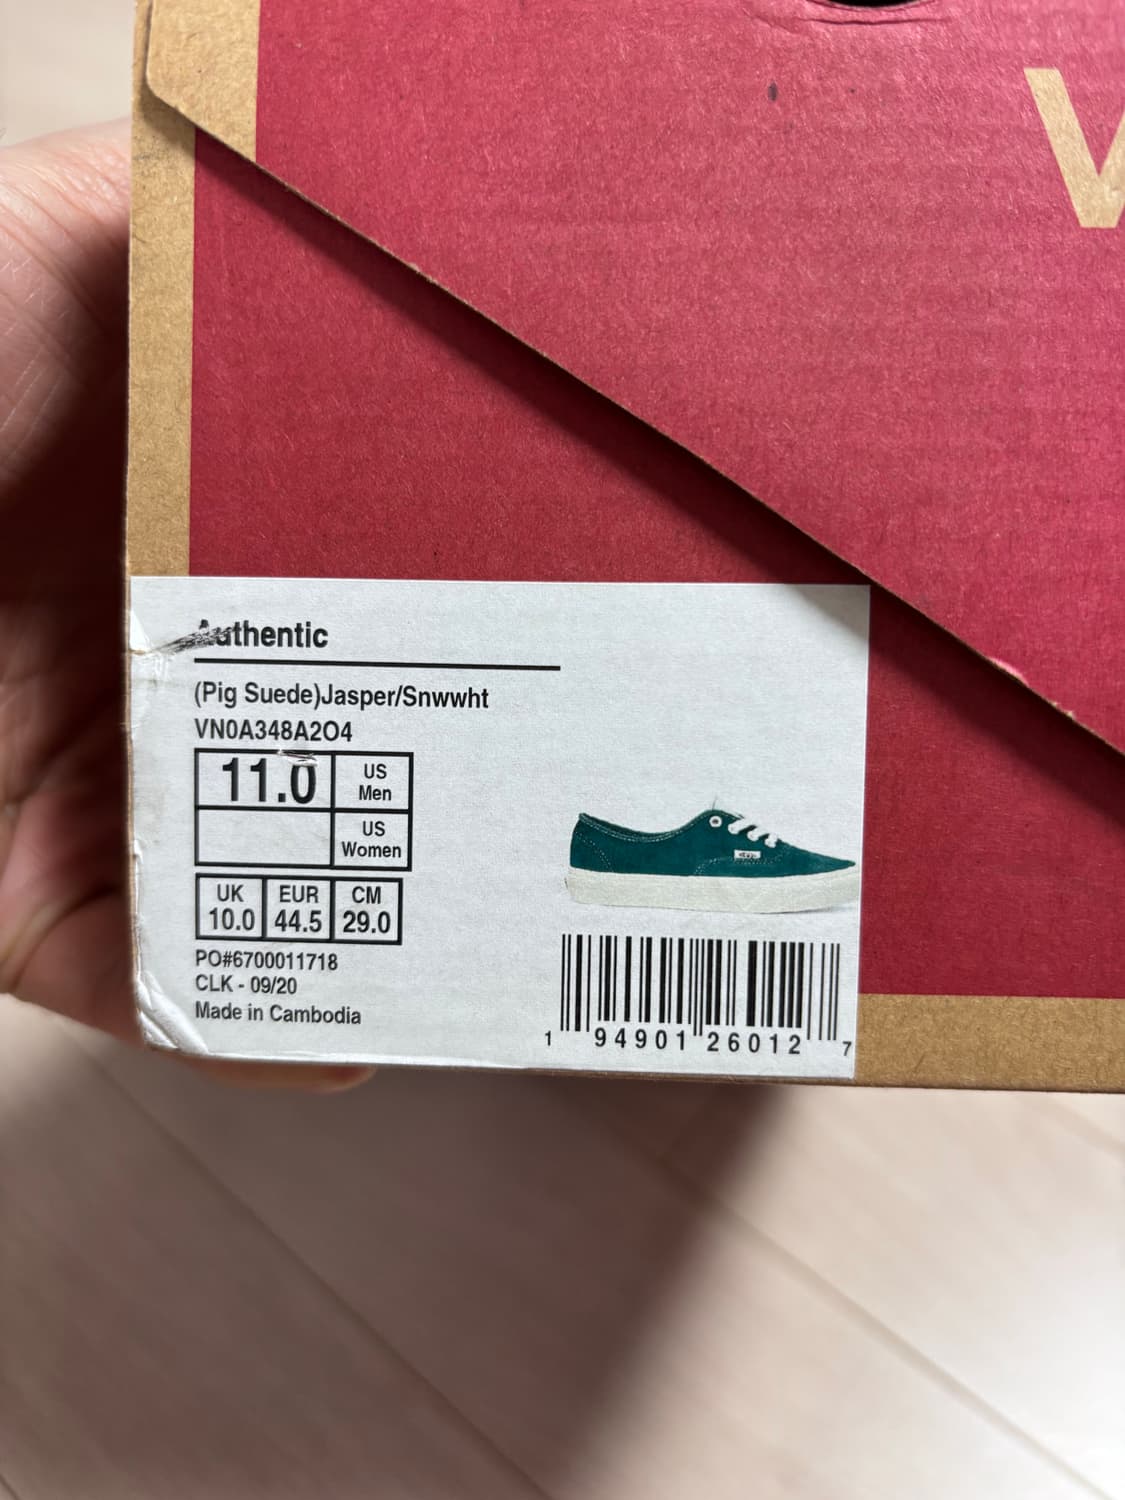 Authentic
(Pig Suede)Jasper/Snwwht
VN0A348A2O4
11.0 US Men
US Women
UK EUR CM
10.0 44.5 29.0
PO#6700011718
CLK - 09/20
Made in Cambodia
1 94901 26012 7